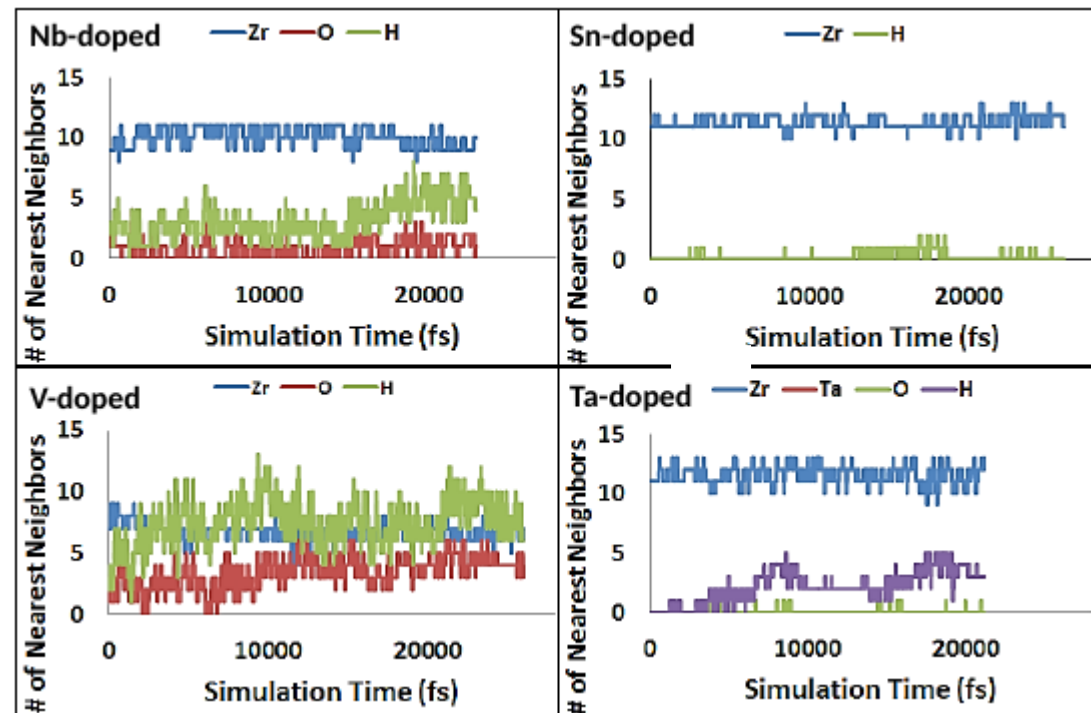 Nb-doped
Zr O H
# of Nearest Neighbors
15
10
5
0
0 10000 20000
Simulation Time (fs)
Sn-doped
Zr H
# of Nearest Neighbors
15
10
5
0
0 10000 20000
Simulation Time (fs)
V-doped
Zr O H
# of Nearest Neighbors
15
10
5
0
0 10000 20000
Simulation Time (fs)
Ta-doped
Zr Ta O H
# of Nearest Neighbors
15
10
5
0
0 10000 20000
Simulation Time (fs)